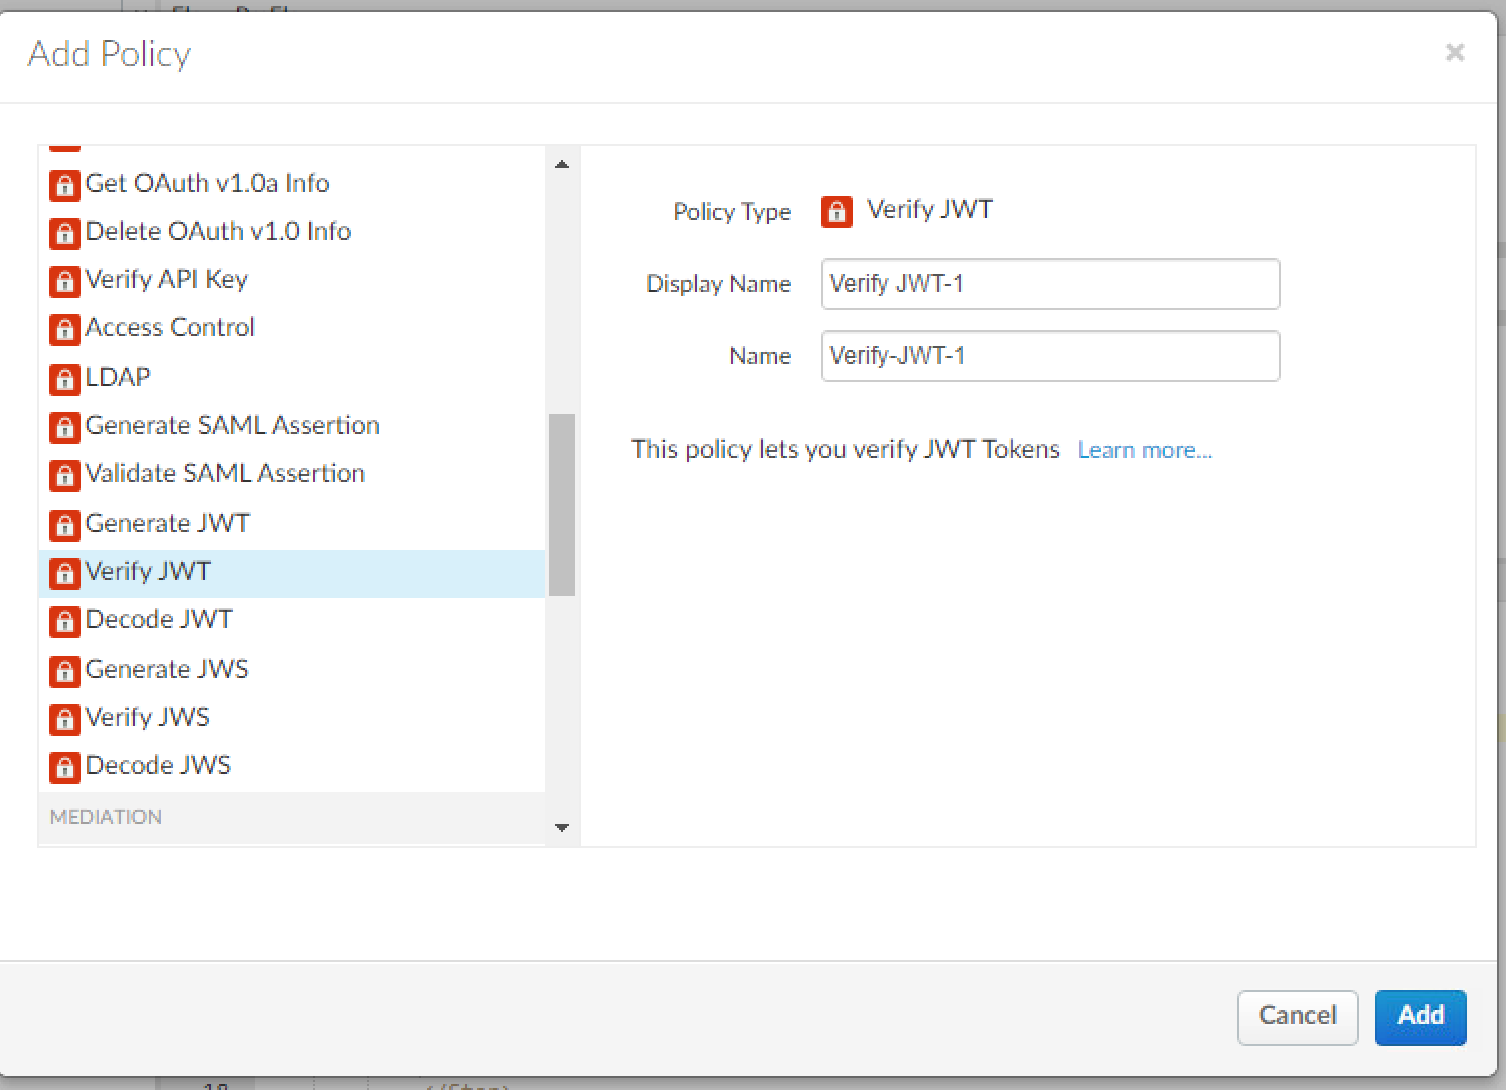 Add Policy
Get OAuth v1.0a Info
Delete OAuth v1.0 Info
Verify API Key
Access Control
LDAP
Generate SAML Assertion
Validate SAML Assertion
Generate JWT
Verify JWT
Decode JWT
Generate JWS
Verify JWS
Decode JWS
MEDIATION
Policy Type Verify JWT
Display Name Verify JWT-1
Name Verify-JWT-1
This policy lets you verify JWT Tokens Learn more...
Cancel Add